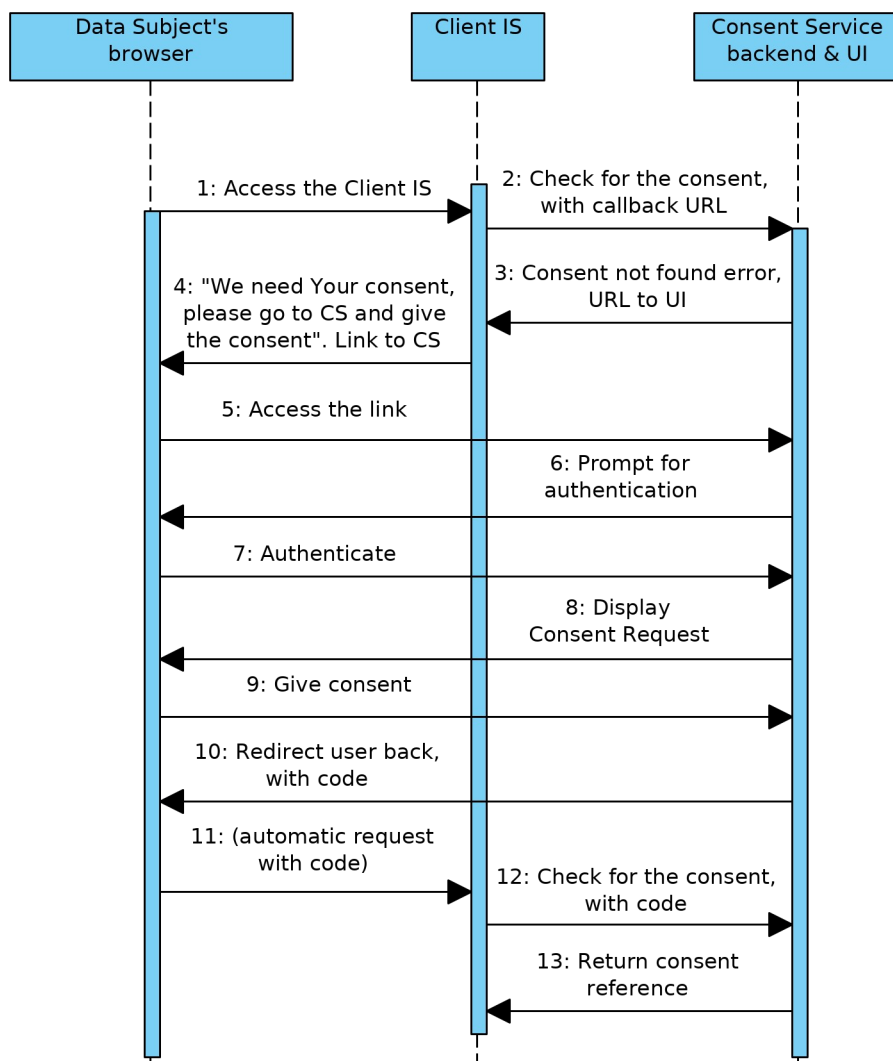 Data Subject's
browser
Client IS
Consent Service
backend & UI
1: Access the Client IS
2: Check for the consent,
with callback URL
3: Consent not found error,
URL to UI
4: "We need Your consent,
please go to CS and give
the consent". Link to CS
5: Access the link
6: Prompt for
authentication
7: Authenticate
8: Display
Consent Request
9: Give consent
10: Redirect user back,
with code
11: (automatic request
with code)
12: Check for the consent,
with code
13: Return consent
reference